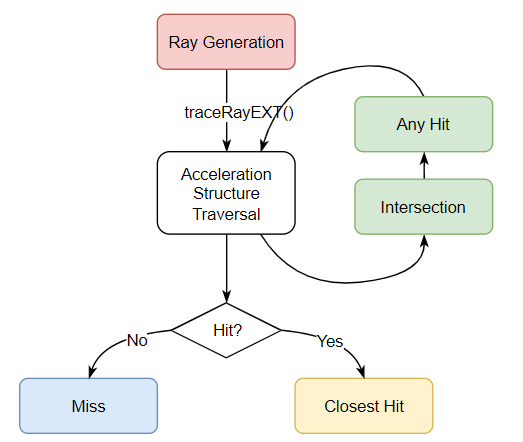 Ray Generation
traceRayEXT()
Any Hit
Acceleration
Structure
Traversal
Intersection
Hit?
No
Yes
Miss
Closest Hit